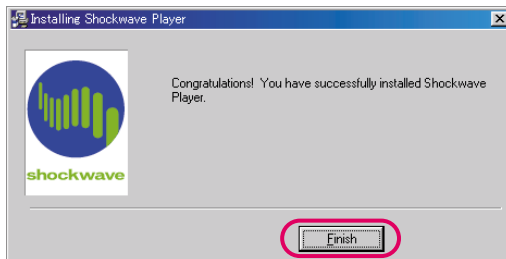 Installing Shockwave Player
Congratulations! You have successfully installed Shockwave
Player.
shockwave
Finish